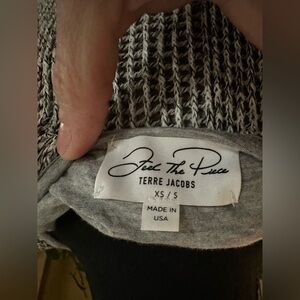 Feel The Piece
TERRE JACOBS
XS / S
MADE IN
USA